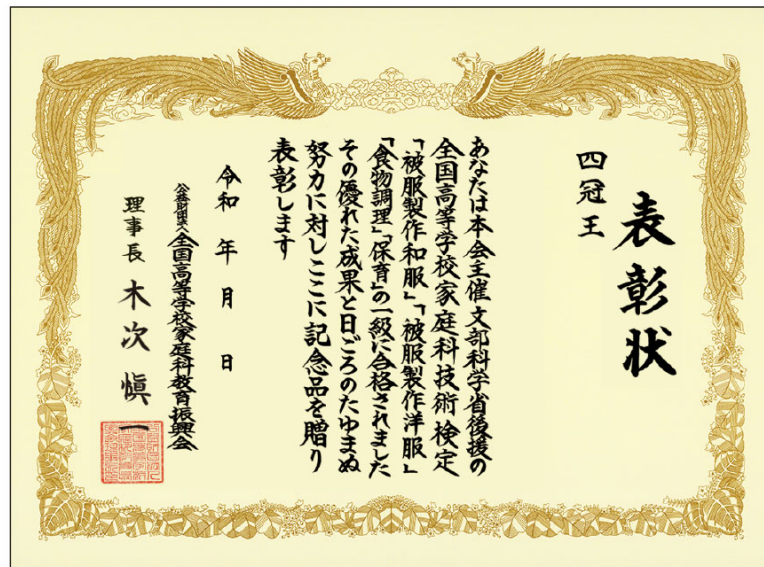 表彰状
四冠王
あなたは本会主催文部科学省後援の
全国高等学校家庭科技術検定
「被服製作和服」「被服製作洋服」
「食物調理」「保育」の一級に合格されました
その優れた成果と日ごろのたゆまぬ
努力に対しここに記念品を贈り
表彰します
令和 年 月 日
公益財団法人全国高等学校家庭科教育振興会
理事長 木次愼一